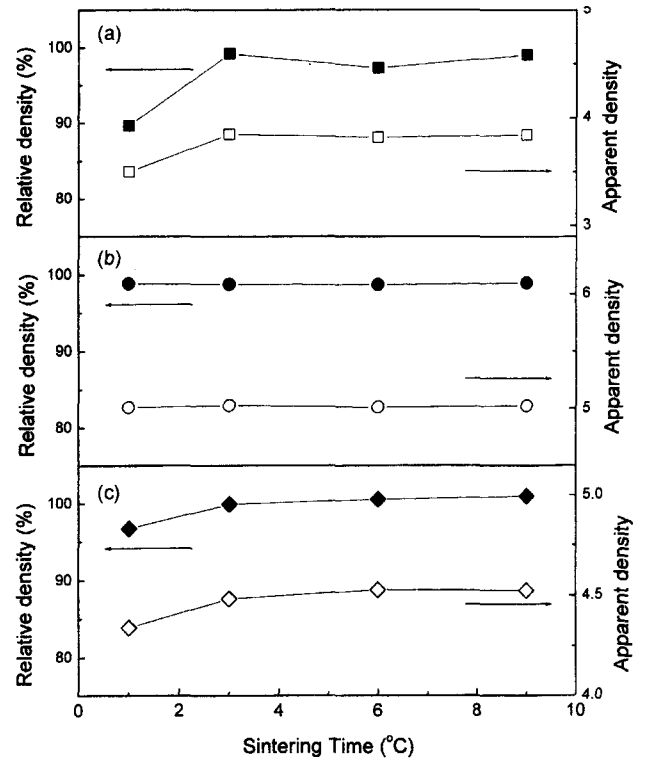 (a)
Relative density (%)
100
90
80
5
4
3
Apparent density
(b)
Relative density (%)
100
90
80
6
5
Apparent density
(c)
Relative density (%)
100
90
80
5.0
4.5
4.0
Apparent density
0 2 4 6 8 10
Sintering Time (°C)